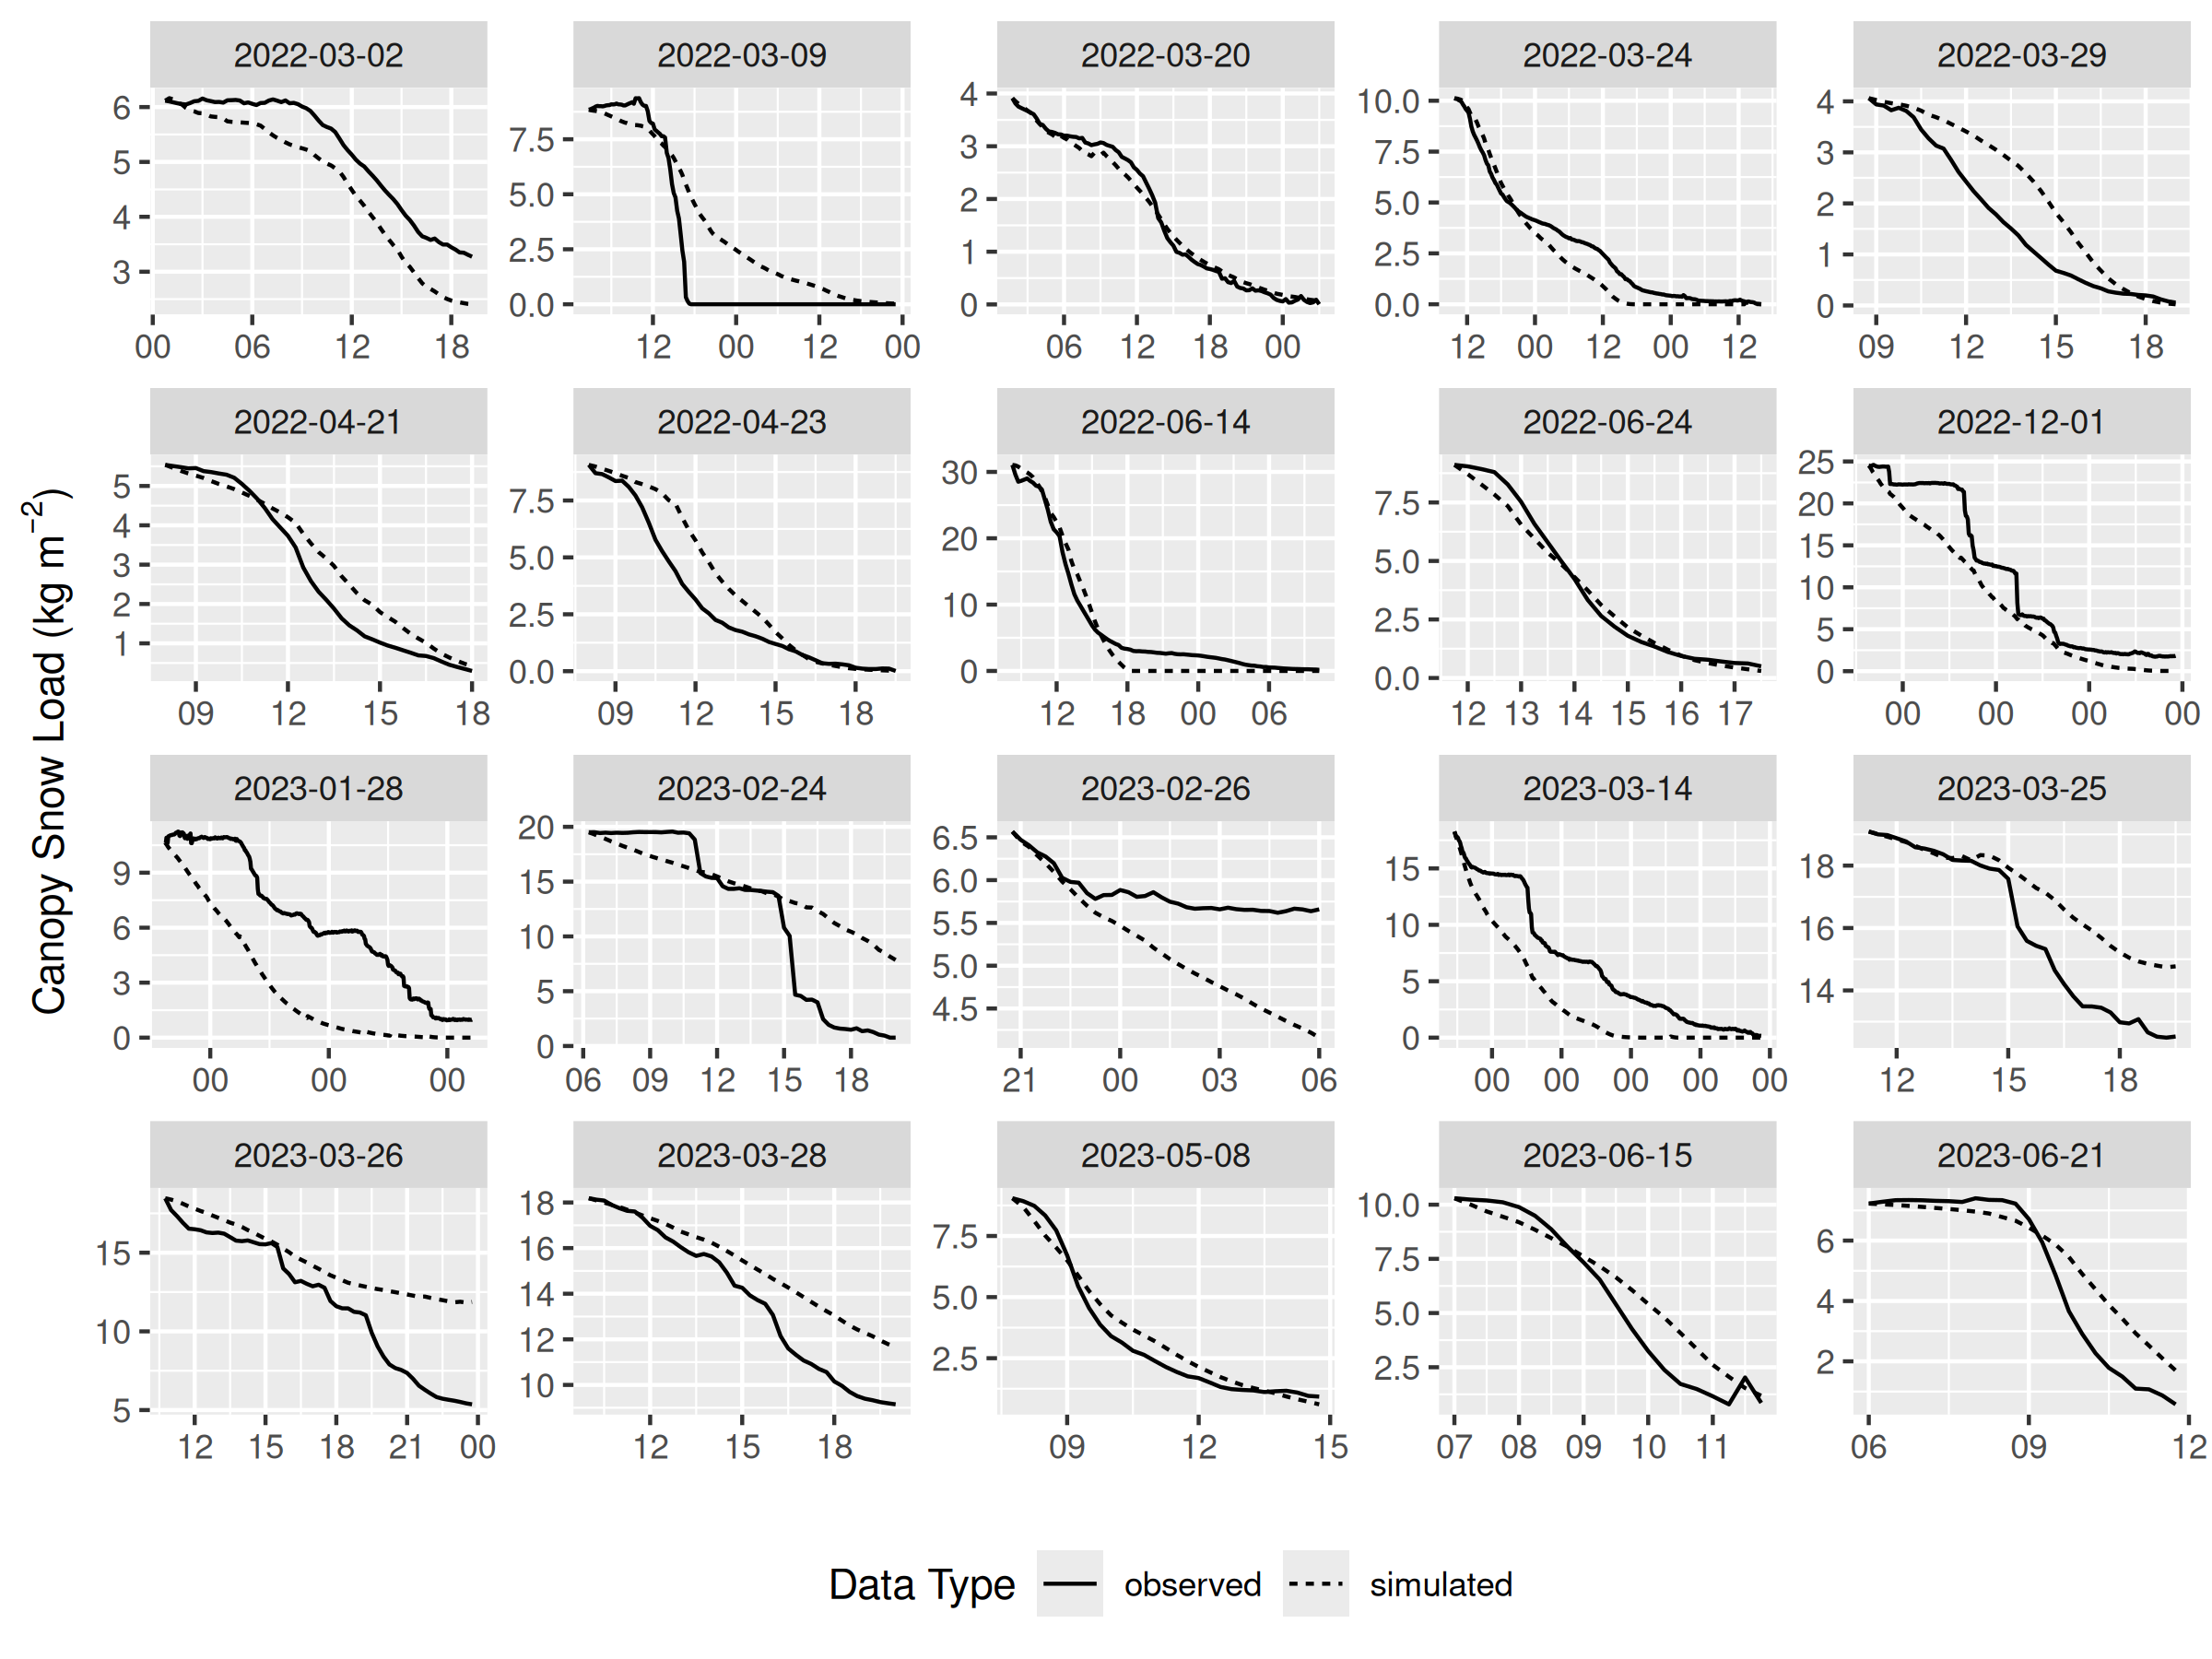 Canopy Snow Load (kg m−2)
2022-03-02 2022-03-09 2022-03-20 2022-03-24 2022-03-29
6 5 4 3
00 06 12 18
7.5 5.0 2.5 0.0
12 00 12 00
4 3 2 1 0
06 12 18 00
10.0 7.5 5.0 2.5 0.0
12 00 12 00 12
4 3 2 1 0
09 12 15 18
2022-04-21 2022-04-23 2022-06-14 2022-06-24 2022-12-01
5 4 3 2 1
09 12 15 18
7.5 5.0 2.5 0.0
09 12 15 18
30 20 10 0
12 18 00 06
7.5 5.0 2.5 0.0
12 13 14 15 16 17
25 20 15 10 5 0
00 00 00 00
2023-01-28 2023-02-24 2023-02-26 2023-03-14 2023-03-25
9 6 3 0
00 00 00
20 15 10 5 0
06 09 12 15 18
6.5 6.0 5.5 5.0 4.5
21 00 03 06
15 10 5 0
00 00 00 00 00
18 16 14
12 15 18
2023-03-26 2023-03-28 2023-05-08 2023-06-15 2023-06-21
15 10 5
12 15 18 21 00
18 16 14 12 10
12 15 18
7.5 5.0 2.5
09 12 15
10.0 7.5 5.0 2.5
07 08 09 10 11
6 4 2
06 09 12
Data Type observed simulated